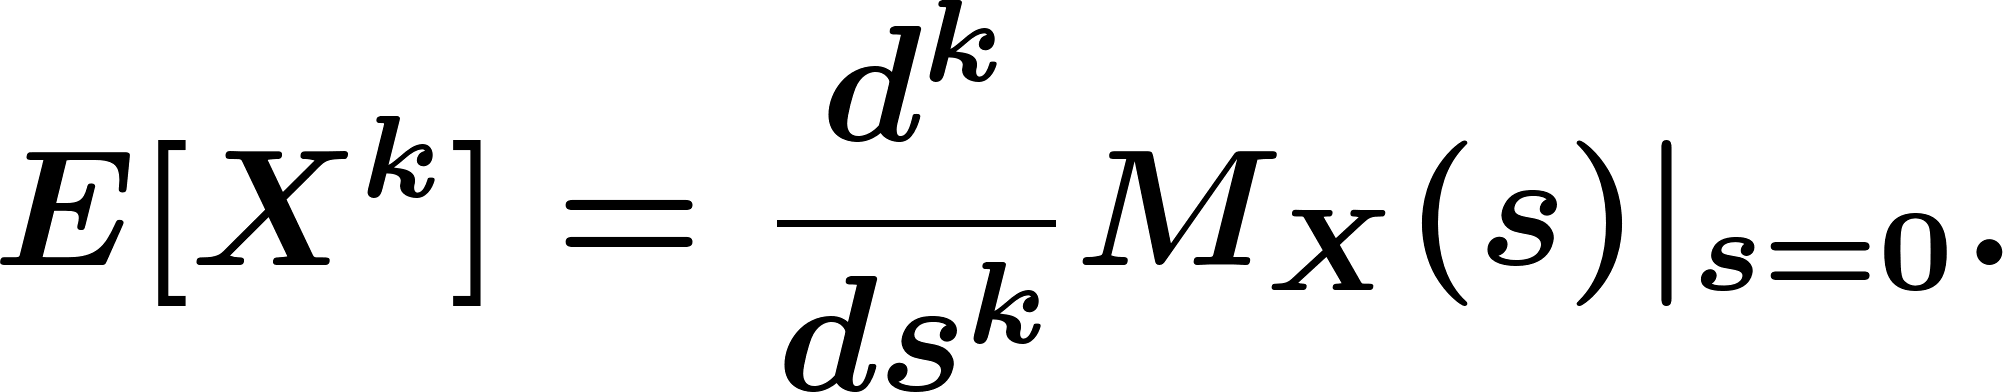 E[X^k] = \frac{d^k}{ds^k} M_X(s)|_{s=0}.